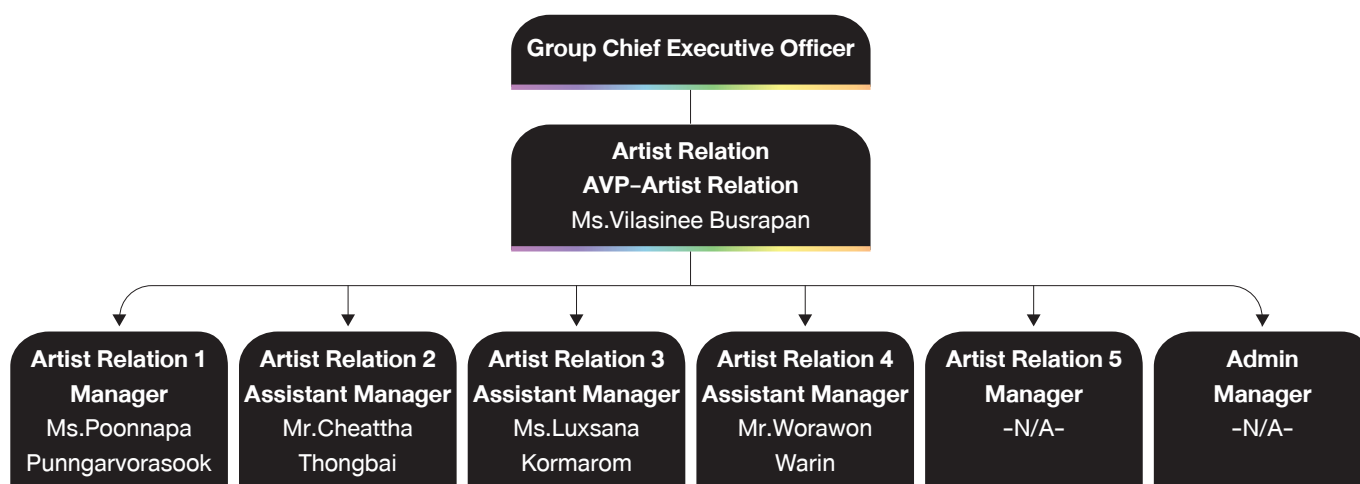 Group Chief Executive Officer
Artist Relation
AVP–Artist Relation
Ms.Vilasinee Busrapan
Artist Relation 1
Manager
Ms.Poonnapa
Punngarvorasook
Artist Relation 2
Assistant Manager
Mr.Cheattha
Thongbai
Artist Relation 3
Assistant Manager
Ms.Luxsana
Kormarom
Artist Relation 4
Assistant Manager
Mr.Worawon
Warin
Artist Relation 5
Manager
–N/A–
Admin
Manager
–N/A–